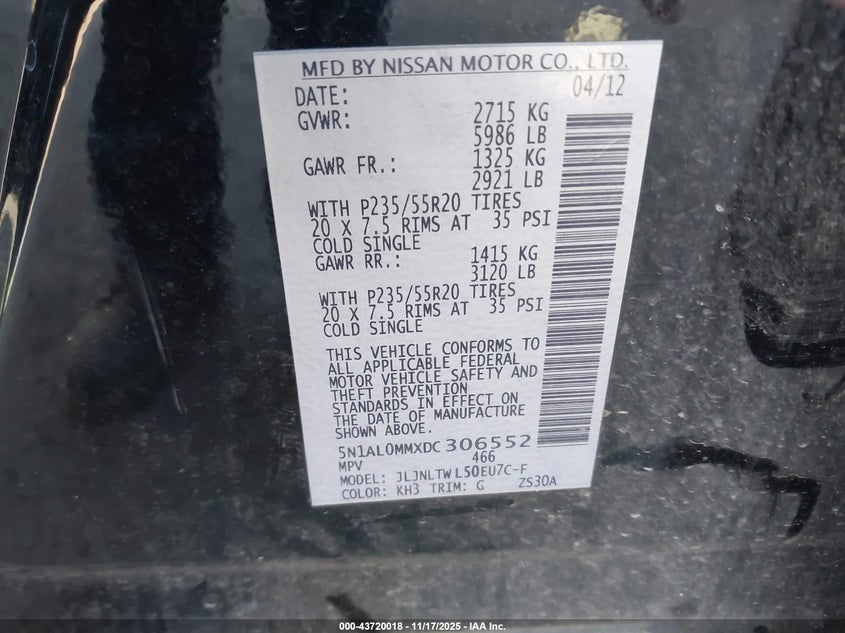 MFD BY NISSAN MOTOR CO., LTD.
DATE: 04/12
GVWR: 2715 KG
5986 LB
GAWR FR.: 1325 KG
2921 LB
WITH P235/55R20 TIRES
20 X 7.5 RIMS AT 35 PSI
COLD SINGLE
GAWR RR.: 1415 KG
3120 LB
WITH P235/55R20 TIRES
20 X 7.5 RIMS AT 35 PSI
COLD SINGLE
THIS VEHICLE CONFORMS TO
ALL APPLICABLE FEDERAL
MOTOR VEHICLE SAFETY AND
THEFT PREVENTION
STANDARDS IN EFFECT ON
THE DATE OF MANUFACTURE
SHOWN ABOVE.
5N1AL0MMXDC 306552
MPV 466
MODEL: JLJNLTW L50EU7C-F
COLOR: KH3 TRIM: G ZS30A
000-43720018 - 11/17/2025 - IAA Inc.